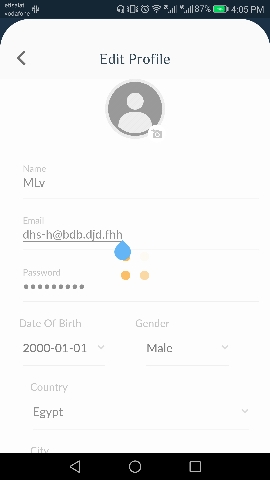 etisalat
vodafone
87%
4:05 PM
Edit Profile
Name
MLv
Email
dhs-h@bdb.djd.fhh
Password
•••••••••
Date Of Birth
Gender
2000-01-01
Male
Country
Egypt
City